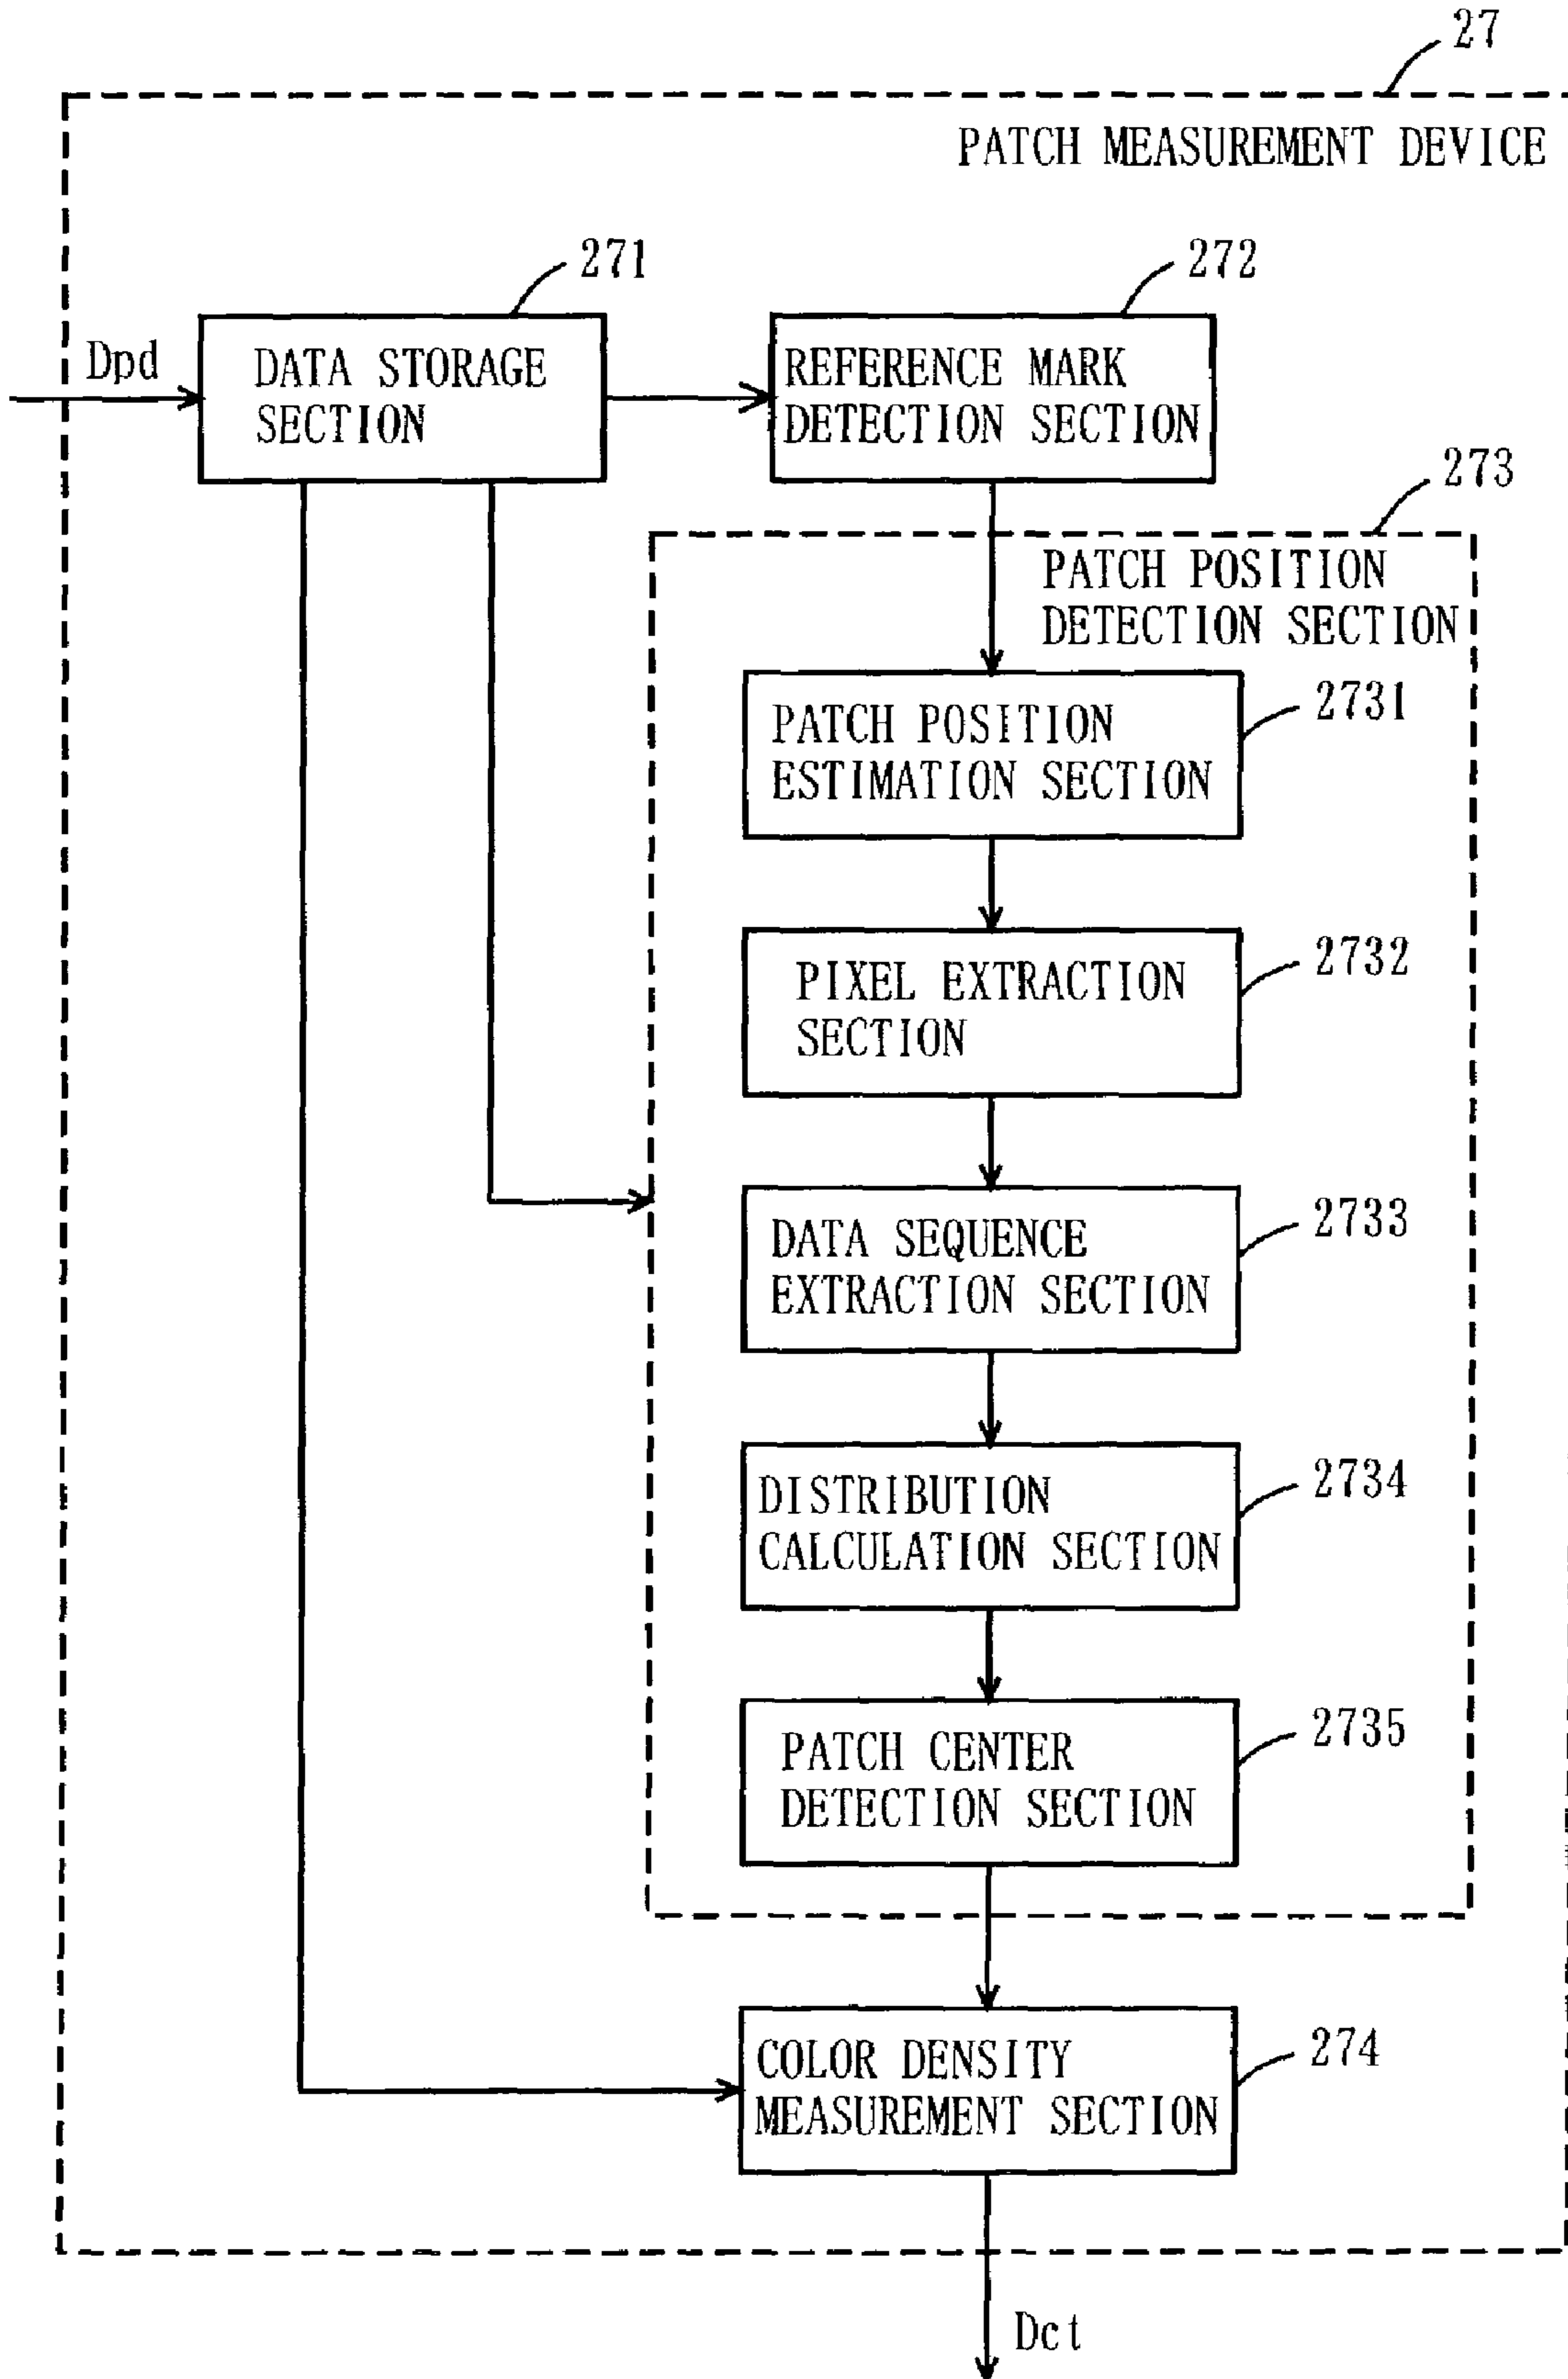 27
PATCH MEASUREMENT DEVICE
271
272
Dpd
DATA STORAGE
SECTION
REFERENCE MARK
DETECTION SECTION
273
PATCH POSITION
DETECTION SECTION
2731
PATCH POSITION
ESTIMATION SECTION
2732
PIXEL EXTRACTION
SECTION
2733
DATA SEQUENCE
EXTRACTION SECTION
2734
DISTRIBUTION
CALCULATION SECTION
2735
PATCH CENTER
DETECTION SECTION
274
COLOR DENSITY
MEASUREMENT SECTION
Dct